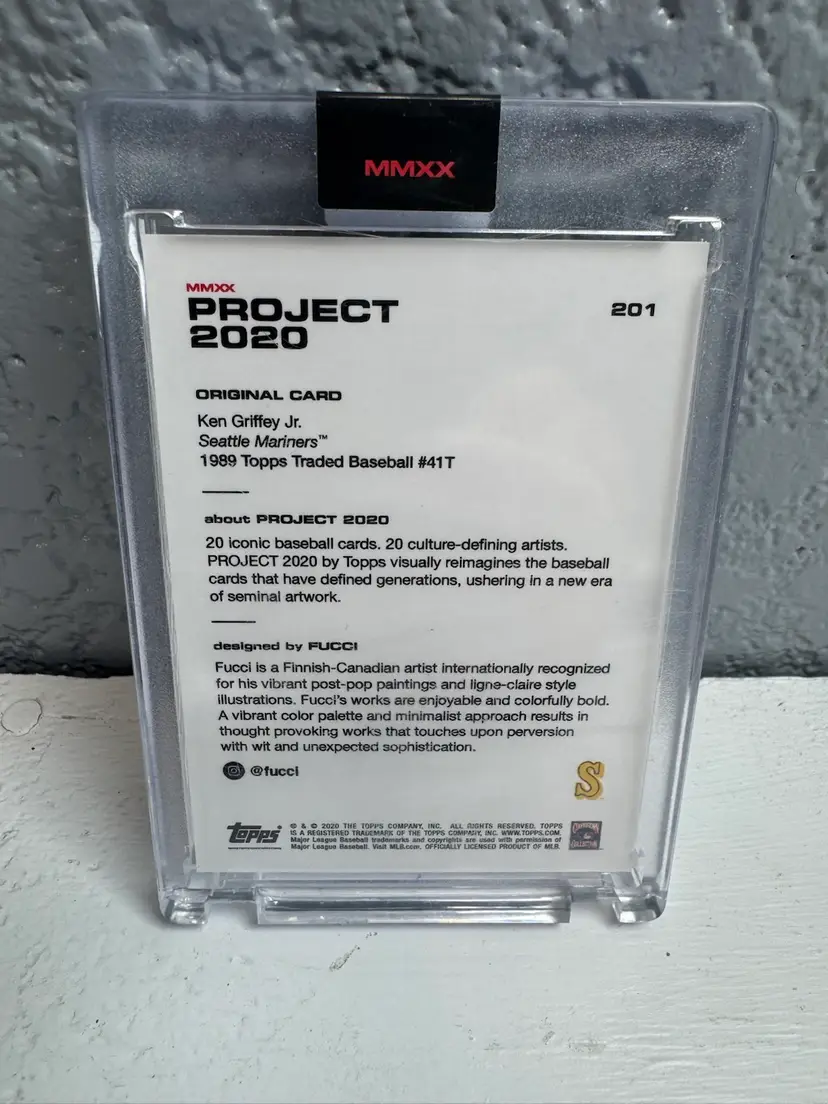 MMXX
MMXX
PROJECT
2020
201
ORIGINAL CARD
Ken Griffey Jr.
Seattle Mariners™
1989 Topps Traded Baseball #41T
about PROJECT 2020
20 iconic baseball cards. 20 culture-defining artists.
PROJECT 2020 by Topps visually reimagines the baseball
cards that have defined generations, ushering in a new era
of seminal artwork.
designed by FUCCI
Fucci is a Finnish-Canadian artist internationally recognized
for his vibrant post-pop paintings and ligne-claire style
illustrations. Fucci's works are enjoyable and colorfully bold.
A vibrant color palette and minimalist approach results in
thought provoking works that touches upon perversion
with wit and unexpected sophistication.
@fucci
S
Topps
® & © 2020 THE TOPPS COMPANY, INC. ALL RIGHTS RESERVED. TOPPS
IS A REGISTERED TRADEMARK OF THE TOPPS COMPANY, INC. WWW.TOPPS.COM.
Major League Baseball trademarks and copyrights are used with permission of
Major League Baseball. Visit MLB.com. OFFICIALLY LICENSED PRODUCT OF MLB.
COLLECTION